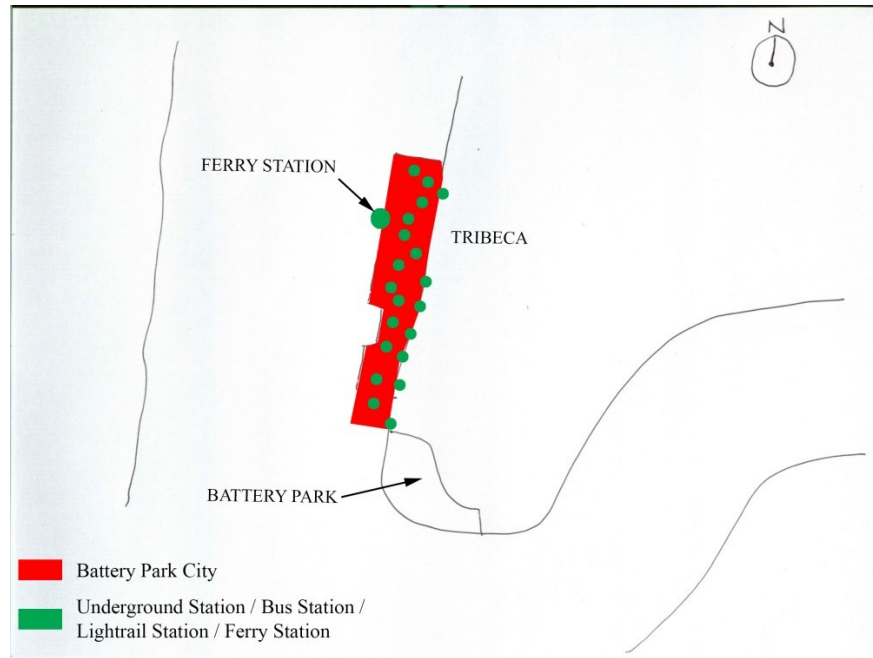 N
FERRY STATION
TRIBECA
BATTERY PARK
Battery Park City
Underground Station / Bus Station /
Lightrail Station / Ferry Station